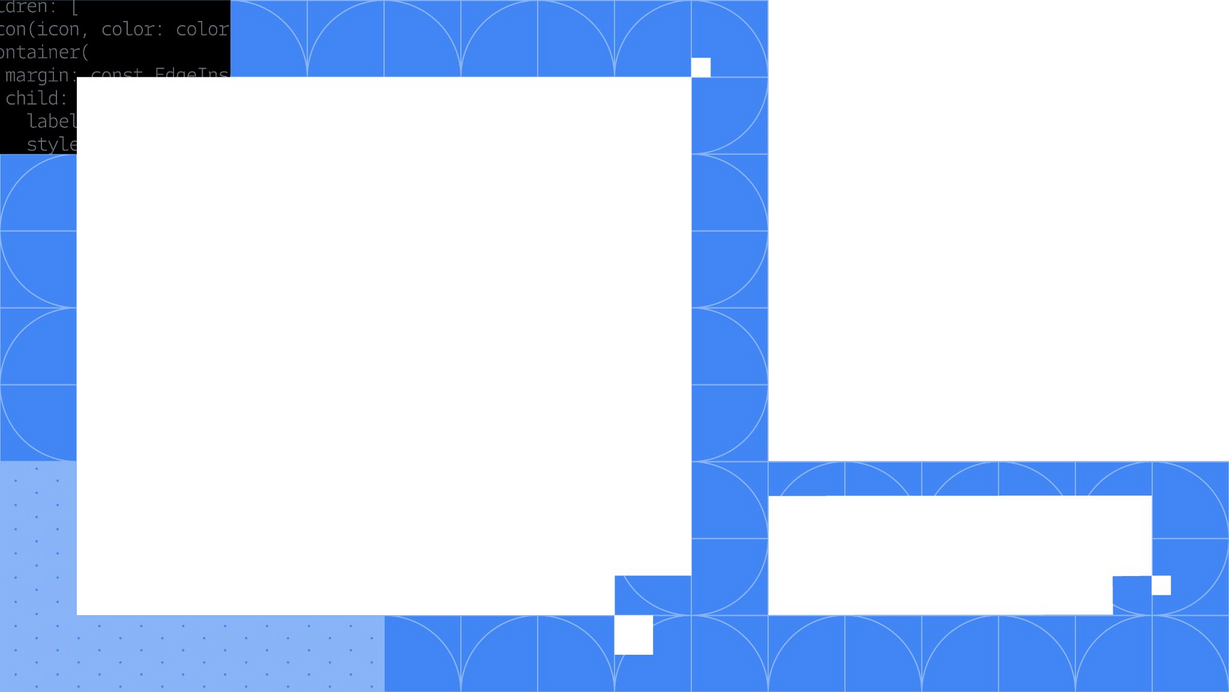 ldren: [
con(icon, color: color
ontainer(
margin: const EdgeIns
child:
label
style